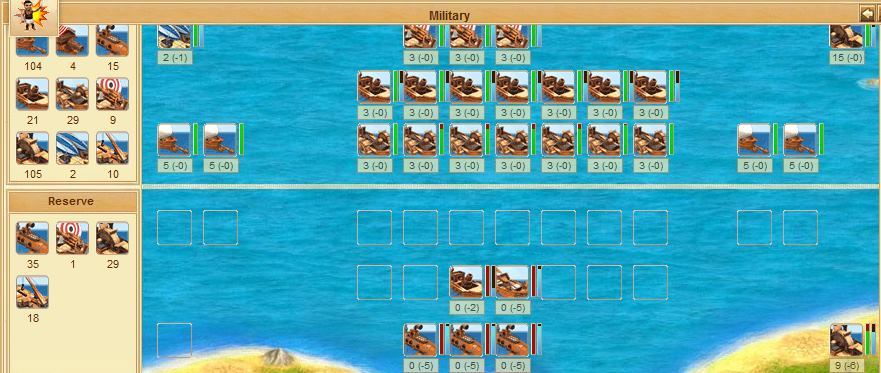 Military
104 4 15
21 29 9
105 2 10
Reserve
35 1 29
18
2 (-1) 3 (-0) 3 (-0) 3 (-0) 15 (-0)
3 (-0) 3 (-0) 3 (-0) 3 (-0) 3 (-0) 3 (-0) 3 (-0)
5 (-0) 5 (-0) 3 (-0) 3 (-0) 3 (-0) 3 (-0) 3 (-0) 3 (-0) 3 (-0) 5 (-0) 5 (-0)
0 (-2) 0 (-5)
0 (-5) 0 (-5) 0 (-5) 9 (-6)